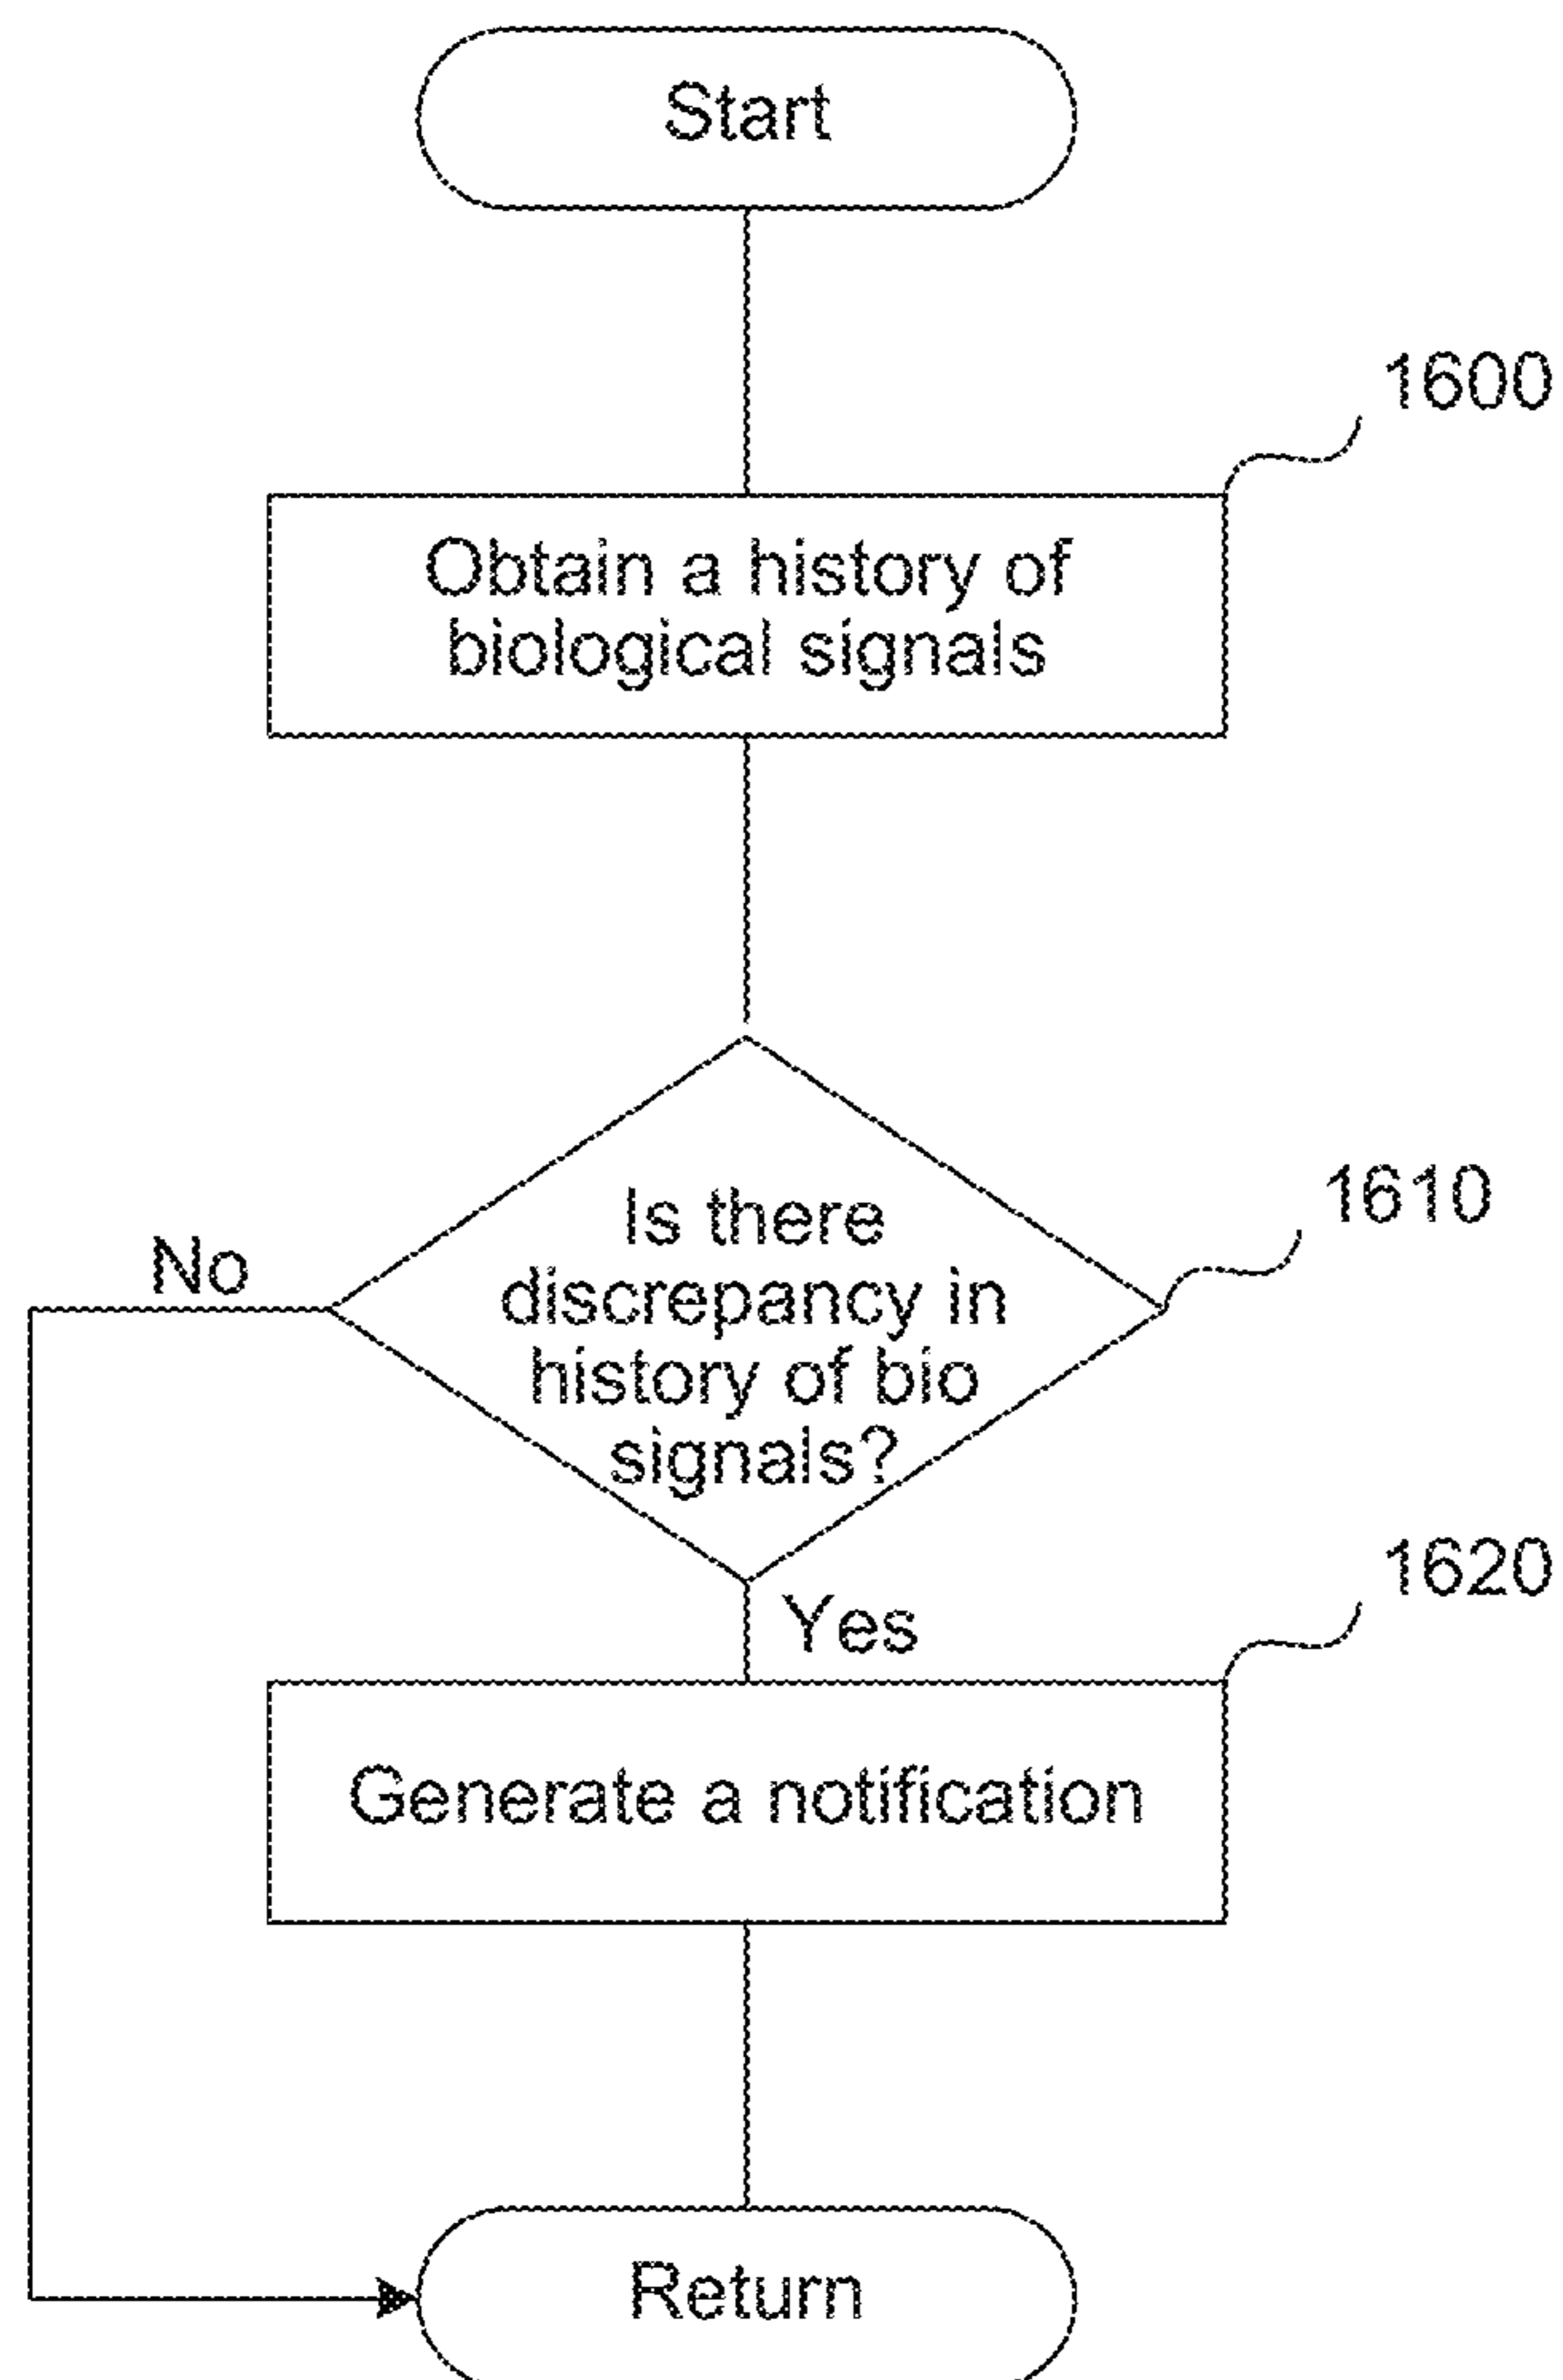 Start
1600
Obtain a history of
biological signals
1610
Is there
discrepancy in
history of bio
signals?
No
Yes
1620
Generate a notification
Return